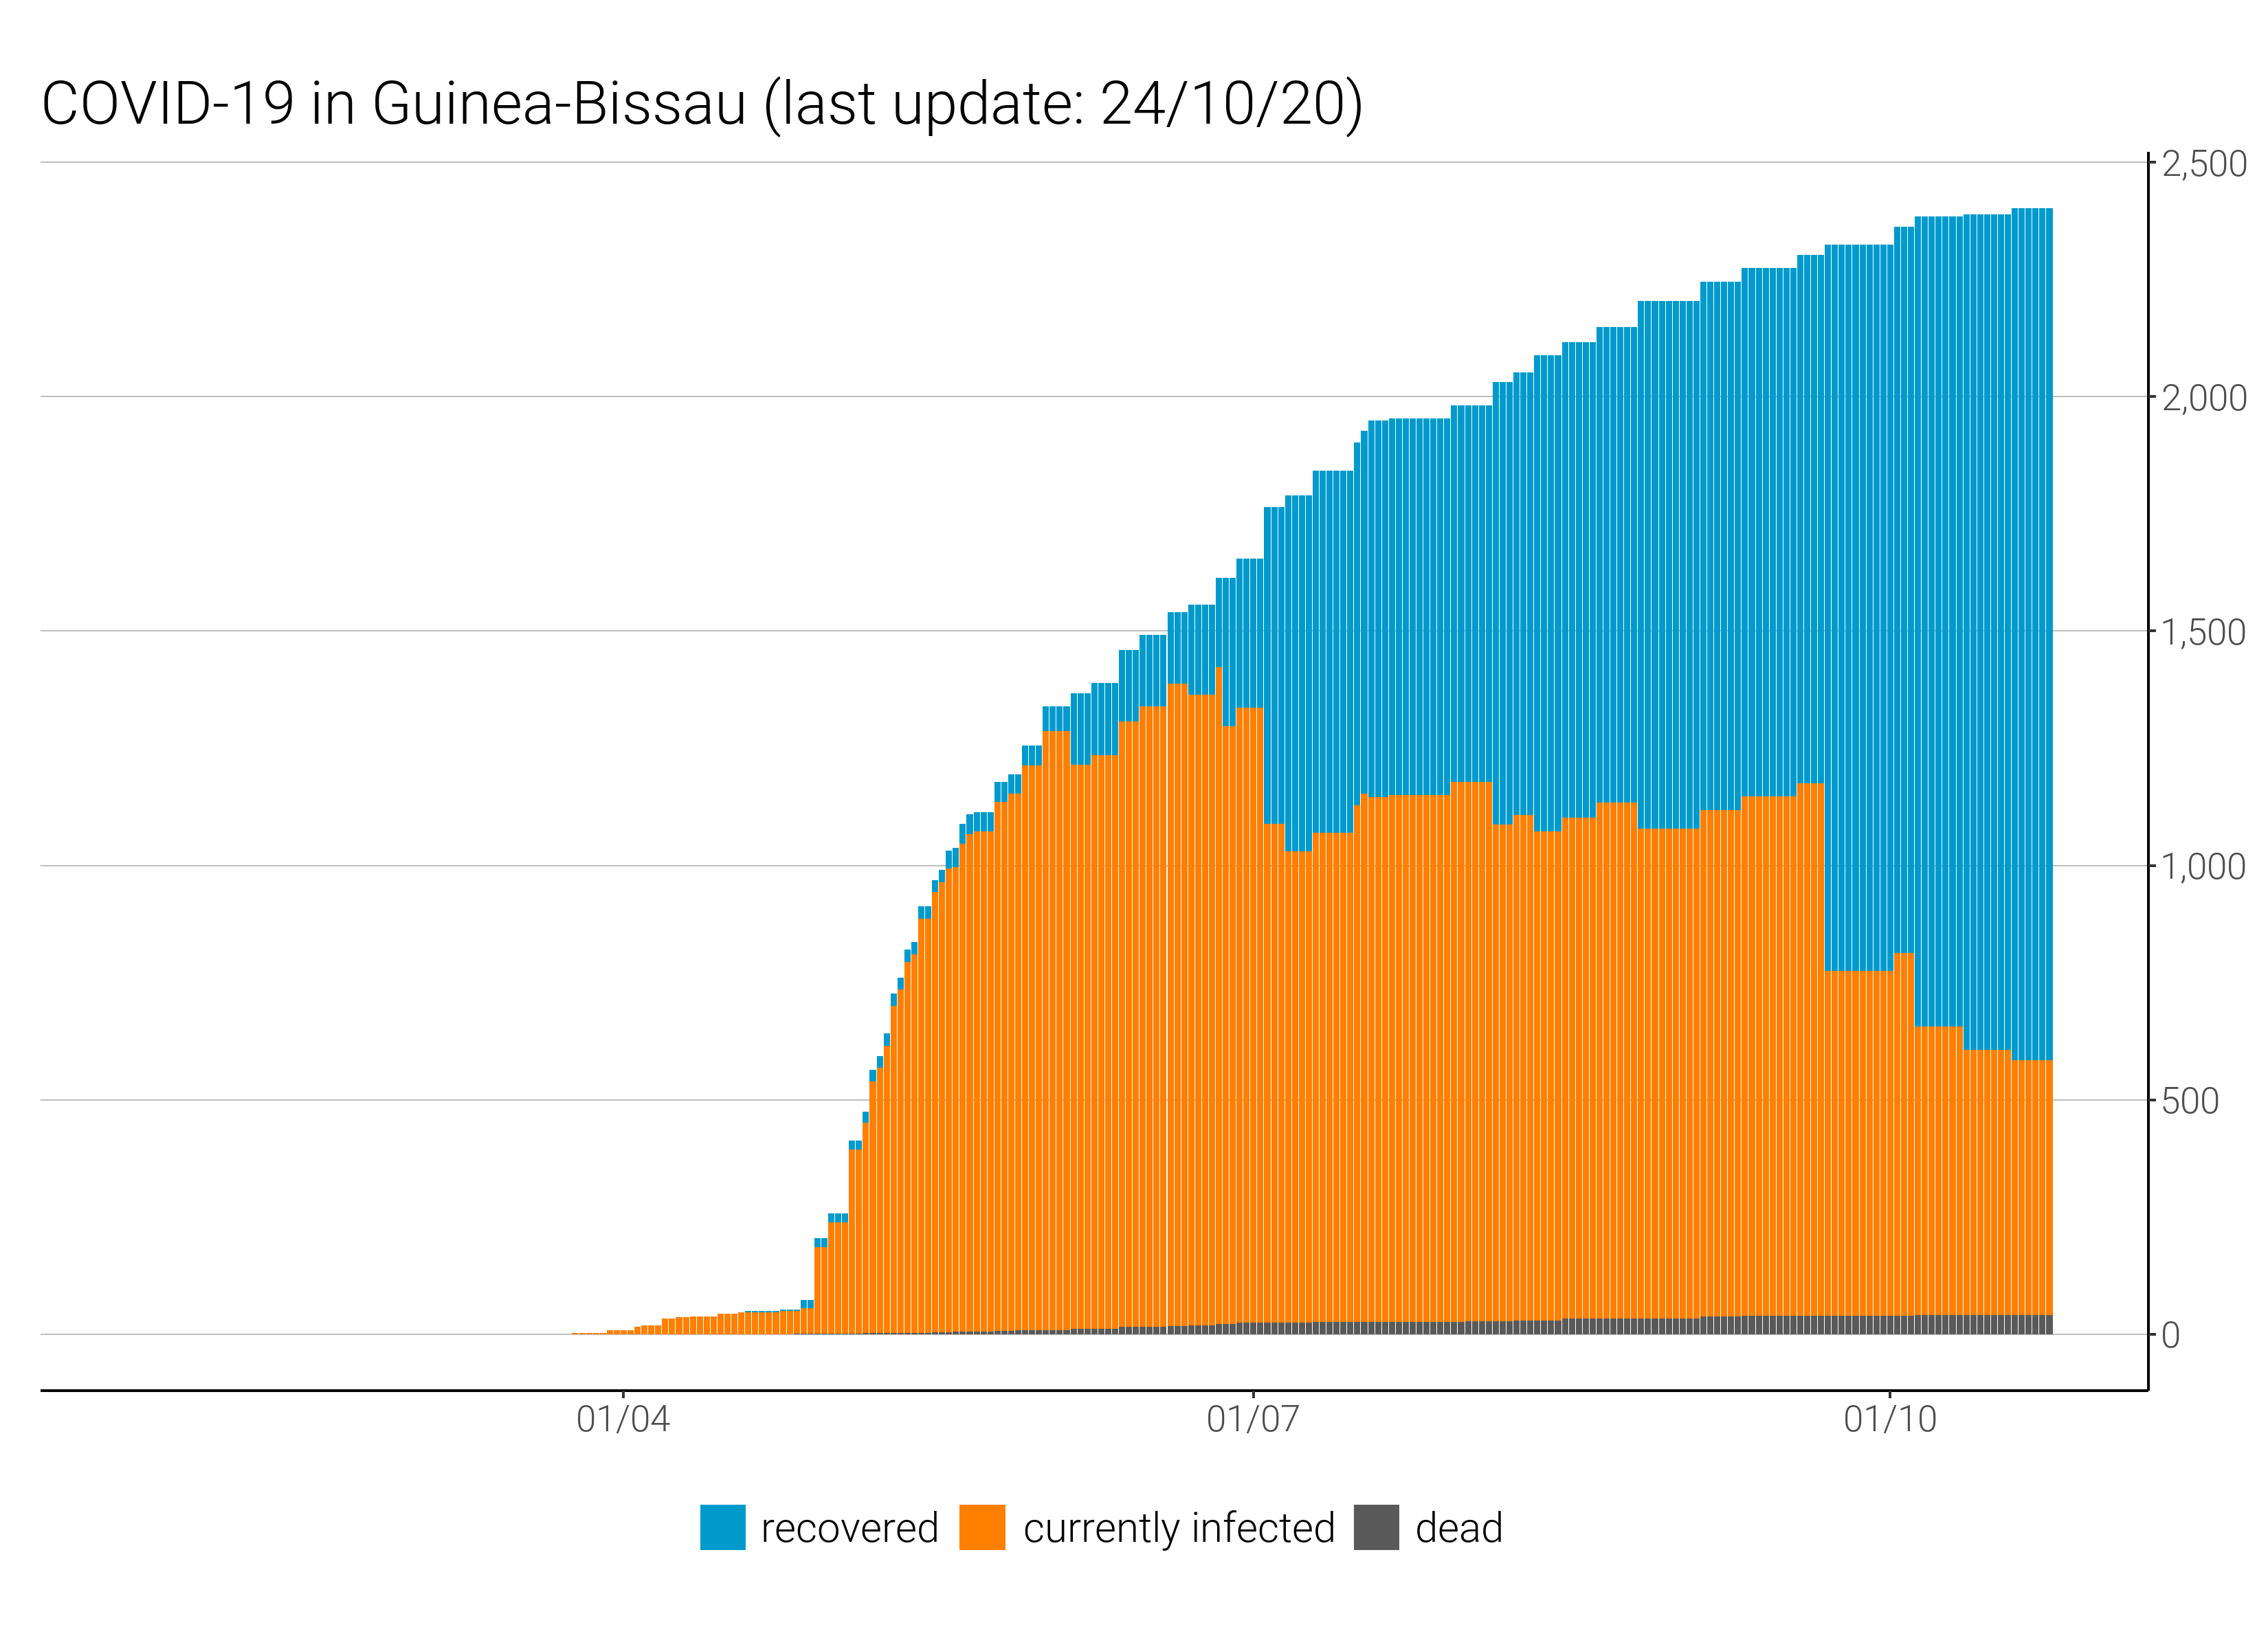 COVID-19 in Guinea-Bissau (last update: 24/10/20)
2,500
2,000
1,500
1,000
500
0
01/04 01/07 01/10
recovered currently infected dead